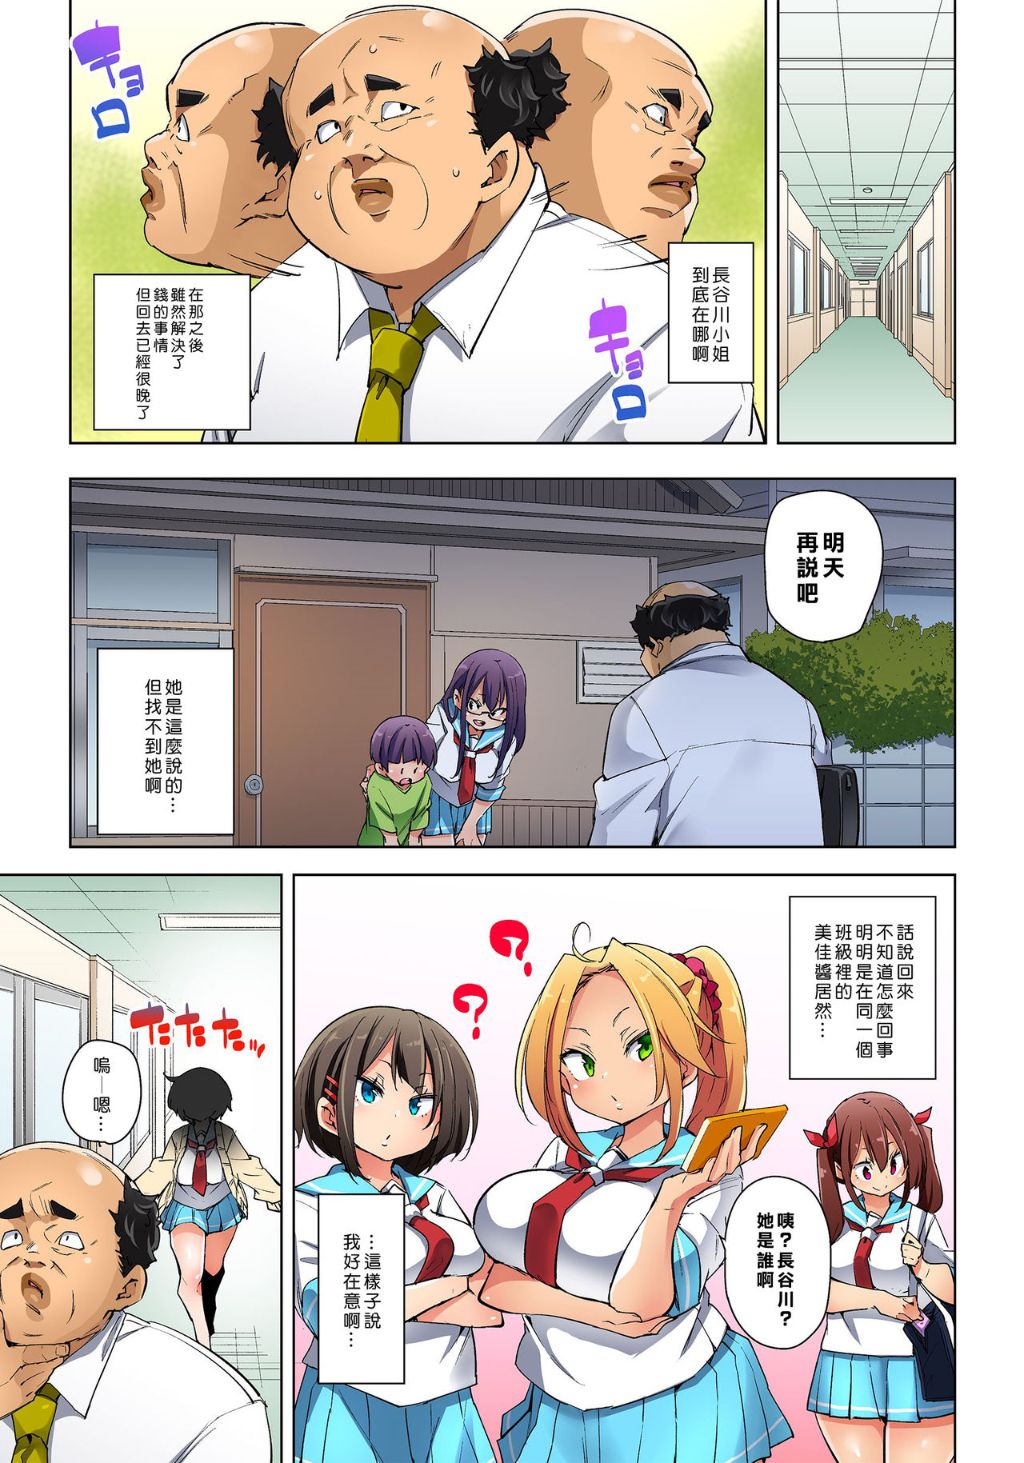 長谷川小姐
到底在哪啊
キョロ
キョロ
在那之後
雖然解決了
錢的事情
但回去已經很晚了
明天
再說吧
她是這麼說的…
但找不到她啊
話說回來
不知道怎麼回事
明明是在同一個
班級裡的
美佳醬居然…
咦？長谷川？
她是誰啊
?
?
…這樣子說
我好在意啊…
たたたたッ
嗚—嗯…